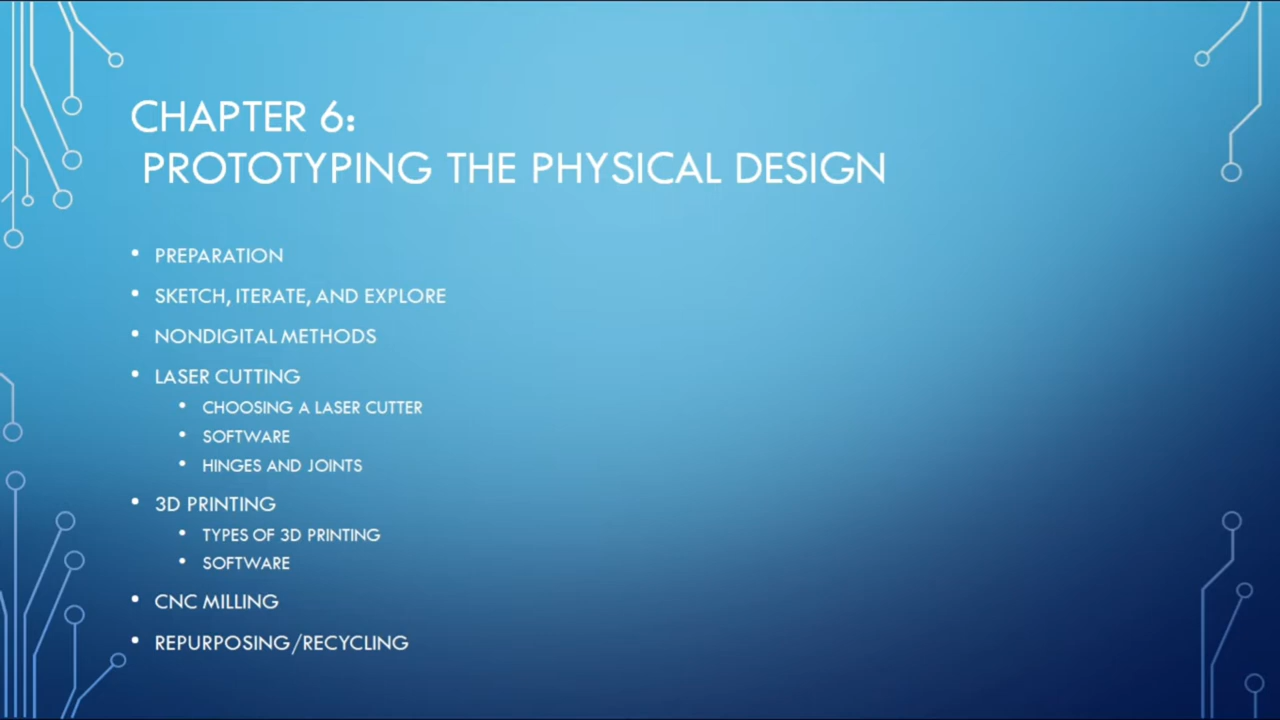 CHAPTER 6:
PROTOTYPING THE PHYSICAL DESIGN
• PREPARATION
• SKETCH, ITERATE, AND EXPLORE
• NONDIGITAL METHODS
• LASER CUTTING
• CHOOSING A LASER CUTTER
• SOFTWARE
• HINGES AND JOINTS
• 3D PRINTING
• TYPES OF 3D PRINTING
• SOFTWARE
• CNC MILLING
• REPURPOSING/RECYCLING